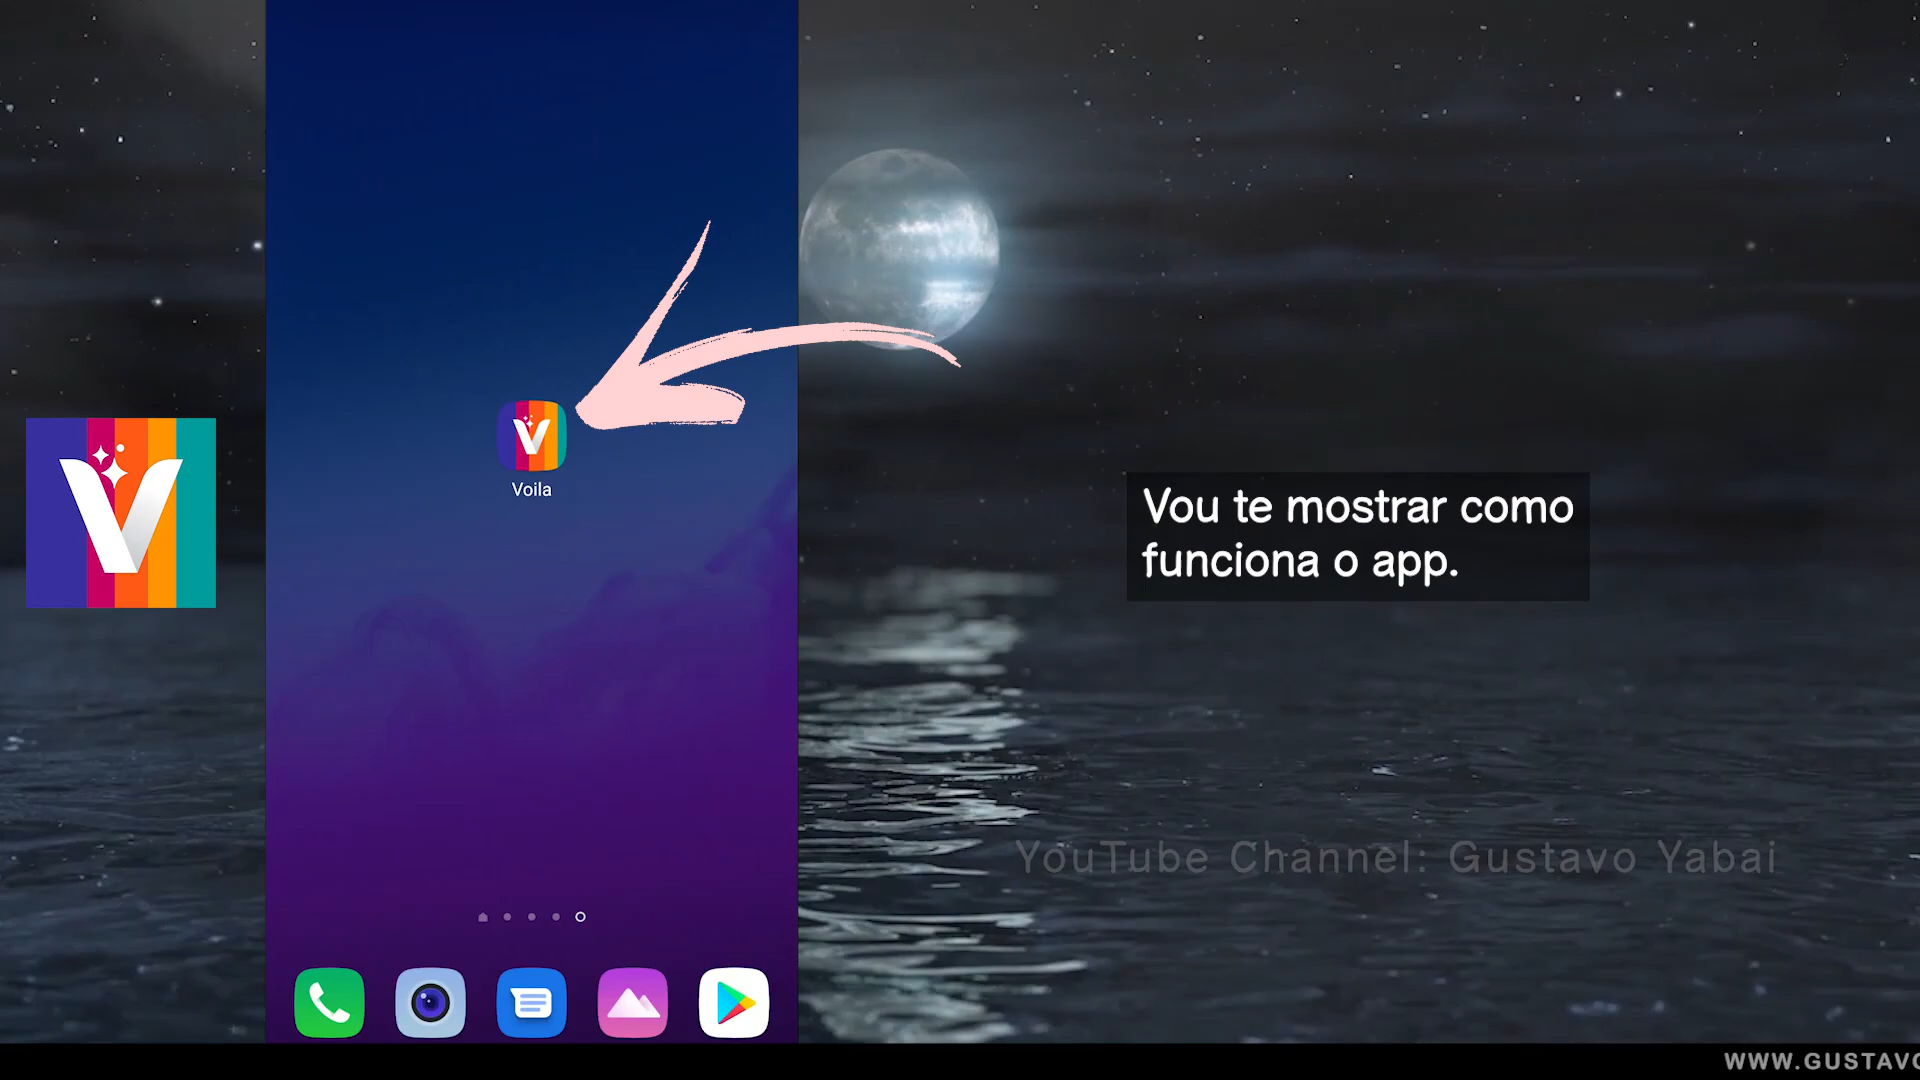 Voila
Vou te mostrar como
funciona o app.
YouTube Channel: Gustavo Yabai
WWW.GUSTAVO